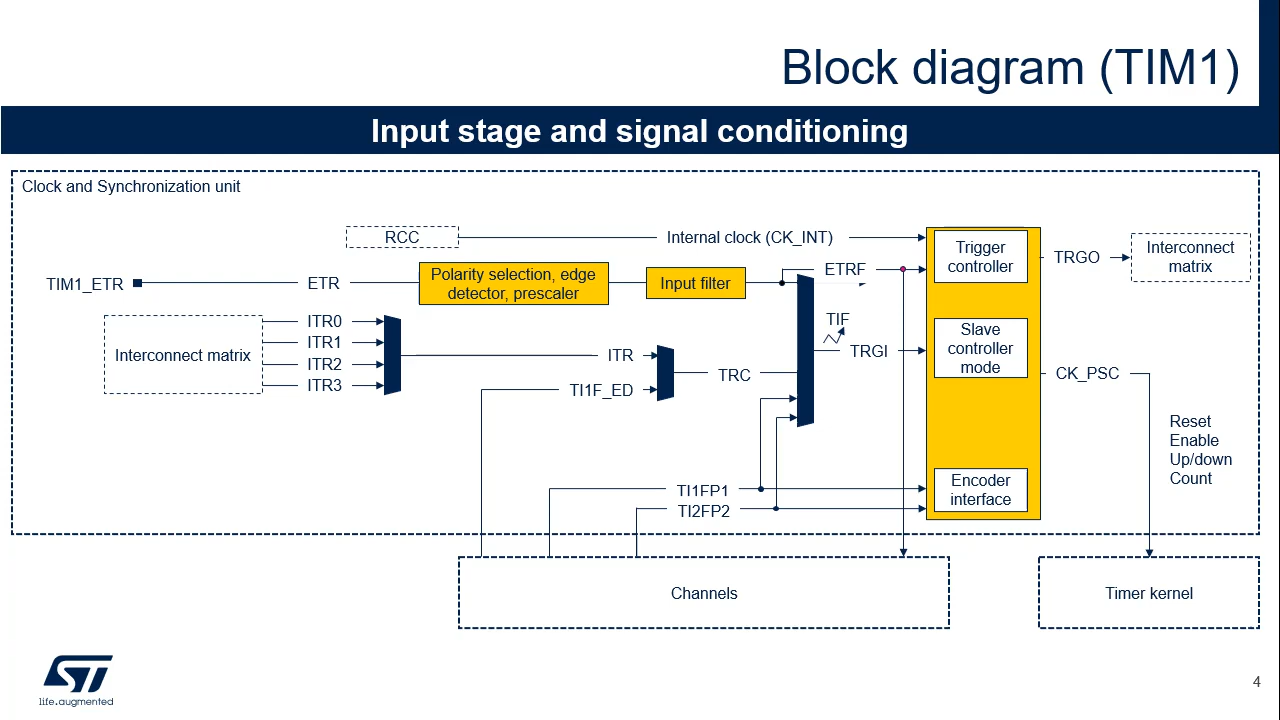 Block diagram (TIM1)
Input stage and signal conditioning
Clock and Synchronization unit
RCC
Internal clock (CK_INT)
Trigger
controller
TRGO
Interconnect
matrix
TIM1_ETR
ETR
Polarity selection, edge
detector, prescaler
Input filter
ETRF
Interconnect matrix
ITR0
ITR1
ITR2
ITR3
ITR
TI1F_ED
TRC
TIF
TRGI
Slave
controller
mode
CK_PSC
Reset
Enable
Up/down
Count
TI1FP1
TI2FP2
Encoder
interface
Channels
Timer kernel
ST
life.augmented
4